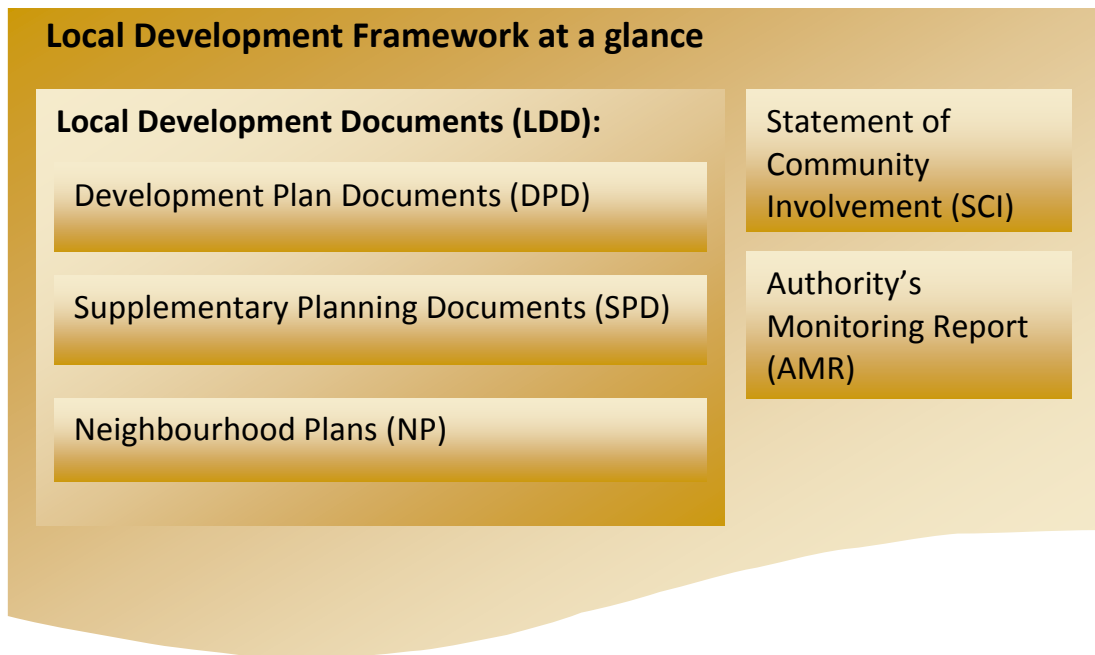 Local Development Framework at a glance
Local Development Documents (LDD):
Development Plan Documents (DPD)
Supplementary Planning Documents (SPD)
Neighbourhood Plans (NP)
Statement of
Community
Involvement (SCI)
Authority’s
Monitoring Report
(AMR)